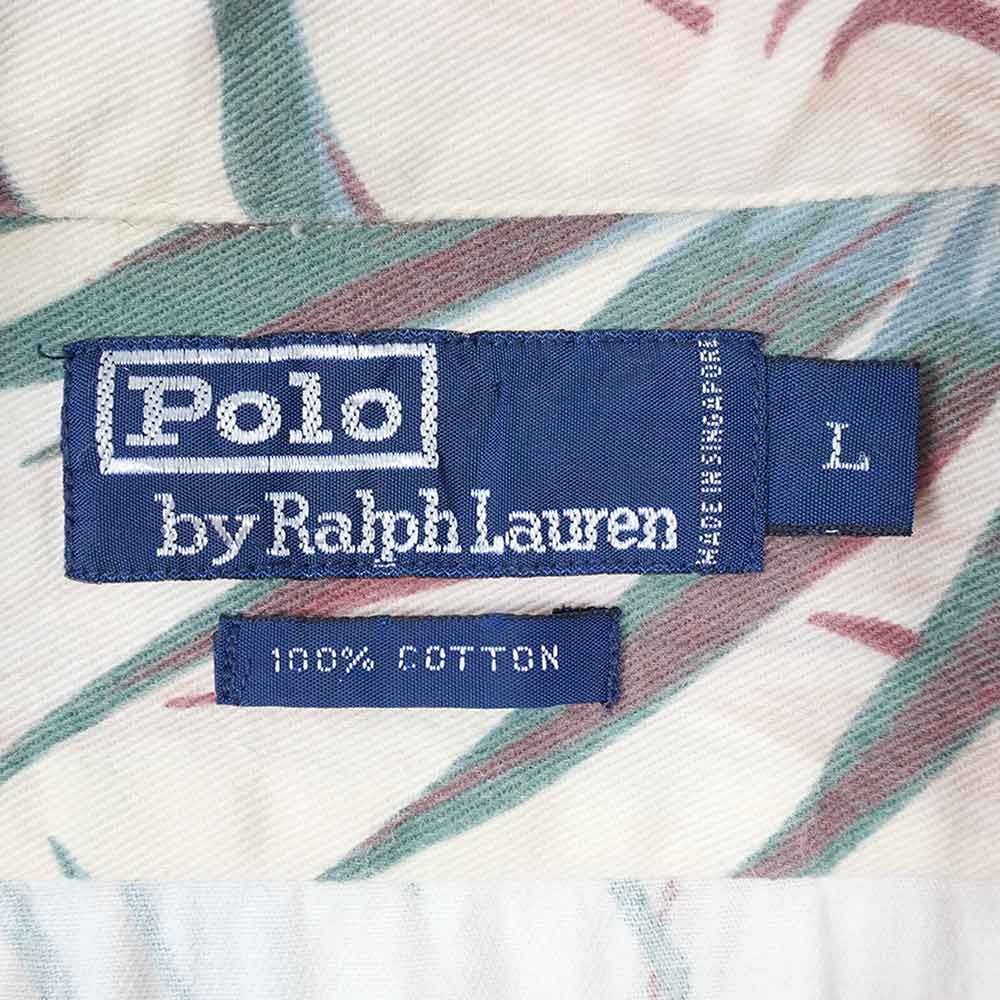 Polo
by Ralph Lauren
MADE IN SINGAPORE
L
100% COTTON